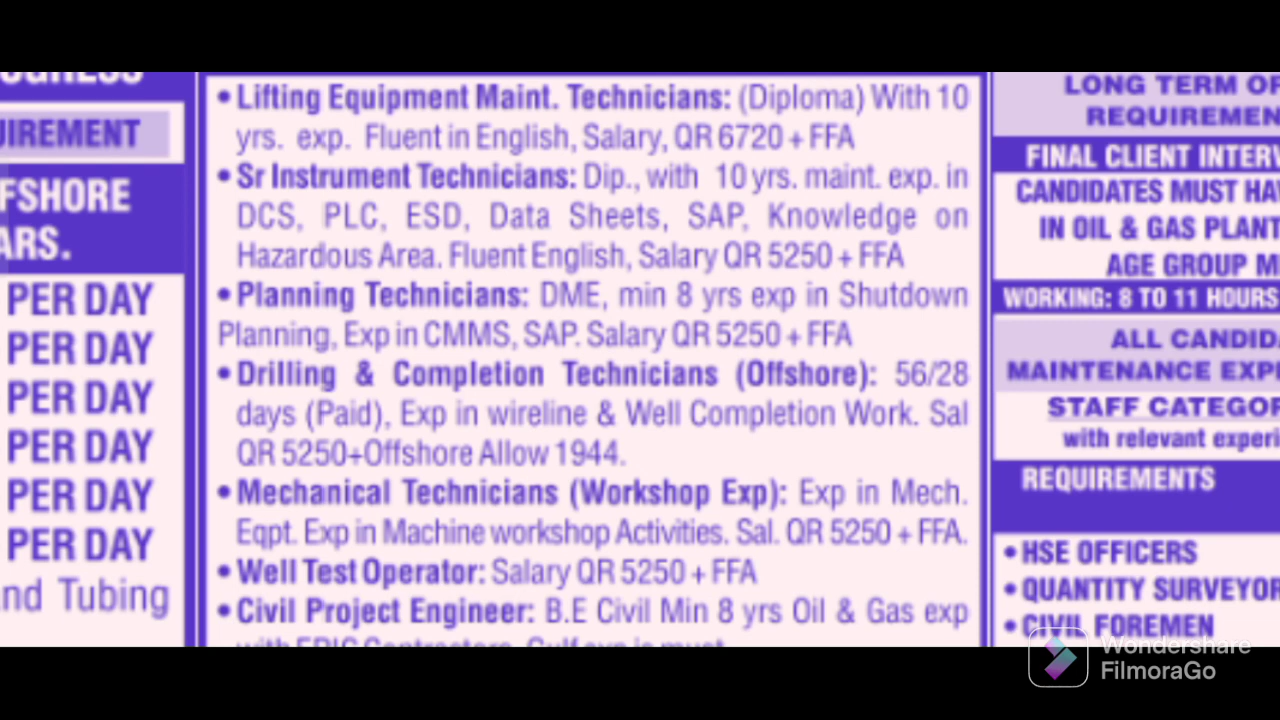 UIREMENT
FSHORE
ARS.
PER DAY
PER DAY
PER DAY
PER DAY
PER DAY
PER DAY
nd Tubing
• Lifting Equipment Maint. Technicians: (Diploma) With 10
yrs. exp. Fluent in English, Salary, QR 6720 + FFA
• Sr Instrument Technicians: Dip., with 10 yrs. maint. exp. in
DCS, PLC, ESD, Data Sheets, SAP, Knowledge on
Hazardous Area. Fluent English, Salary QR 5250 + FFA
• Planning Technicians: DME, min 8 yrs exp in Shutdown
Planning, Exp in CMMS, SAP. Salary QR 5250 + FFA
• Drilling & Completion Technicians (Offshore): 56/28
days (Paid), Exp in wireline & Well Completion Work. Sal
QR 5250+Offshore Allow 1944.
• Mechanical Technicians (Workshop Exp): Exp in Mech.
Eqpt. Exp in Machine workshop Activities. Sal. QR 5250 + FFA.
• Well Test Operator: Salary QR 5250 + FFA
• Civil Project Engineer: B.E Civil Min 8 yrs Oil & Gas exp
LONG TERM OF
REQUIREMEN
FINAL CLIENT INTERV
CANDIDATES MUST HA
IN OIL & GAS PLANT
AGE GROUP M
WORKING: 8 TO 11 HOURS
ALL CANDIDA
MAINTENANCE EXP
STAFF CATEGOR
with relevant experi
REQUIREMENTS
• HSE OFFICERS
• QUANTITY SURVEYOR
• CIVIL FOREMEN
Wondershare
FilmoraGo